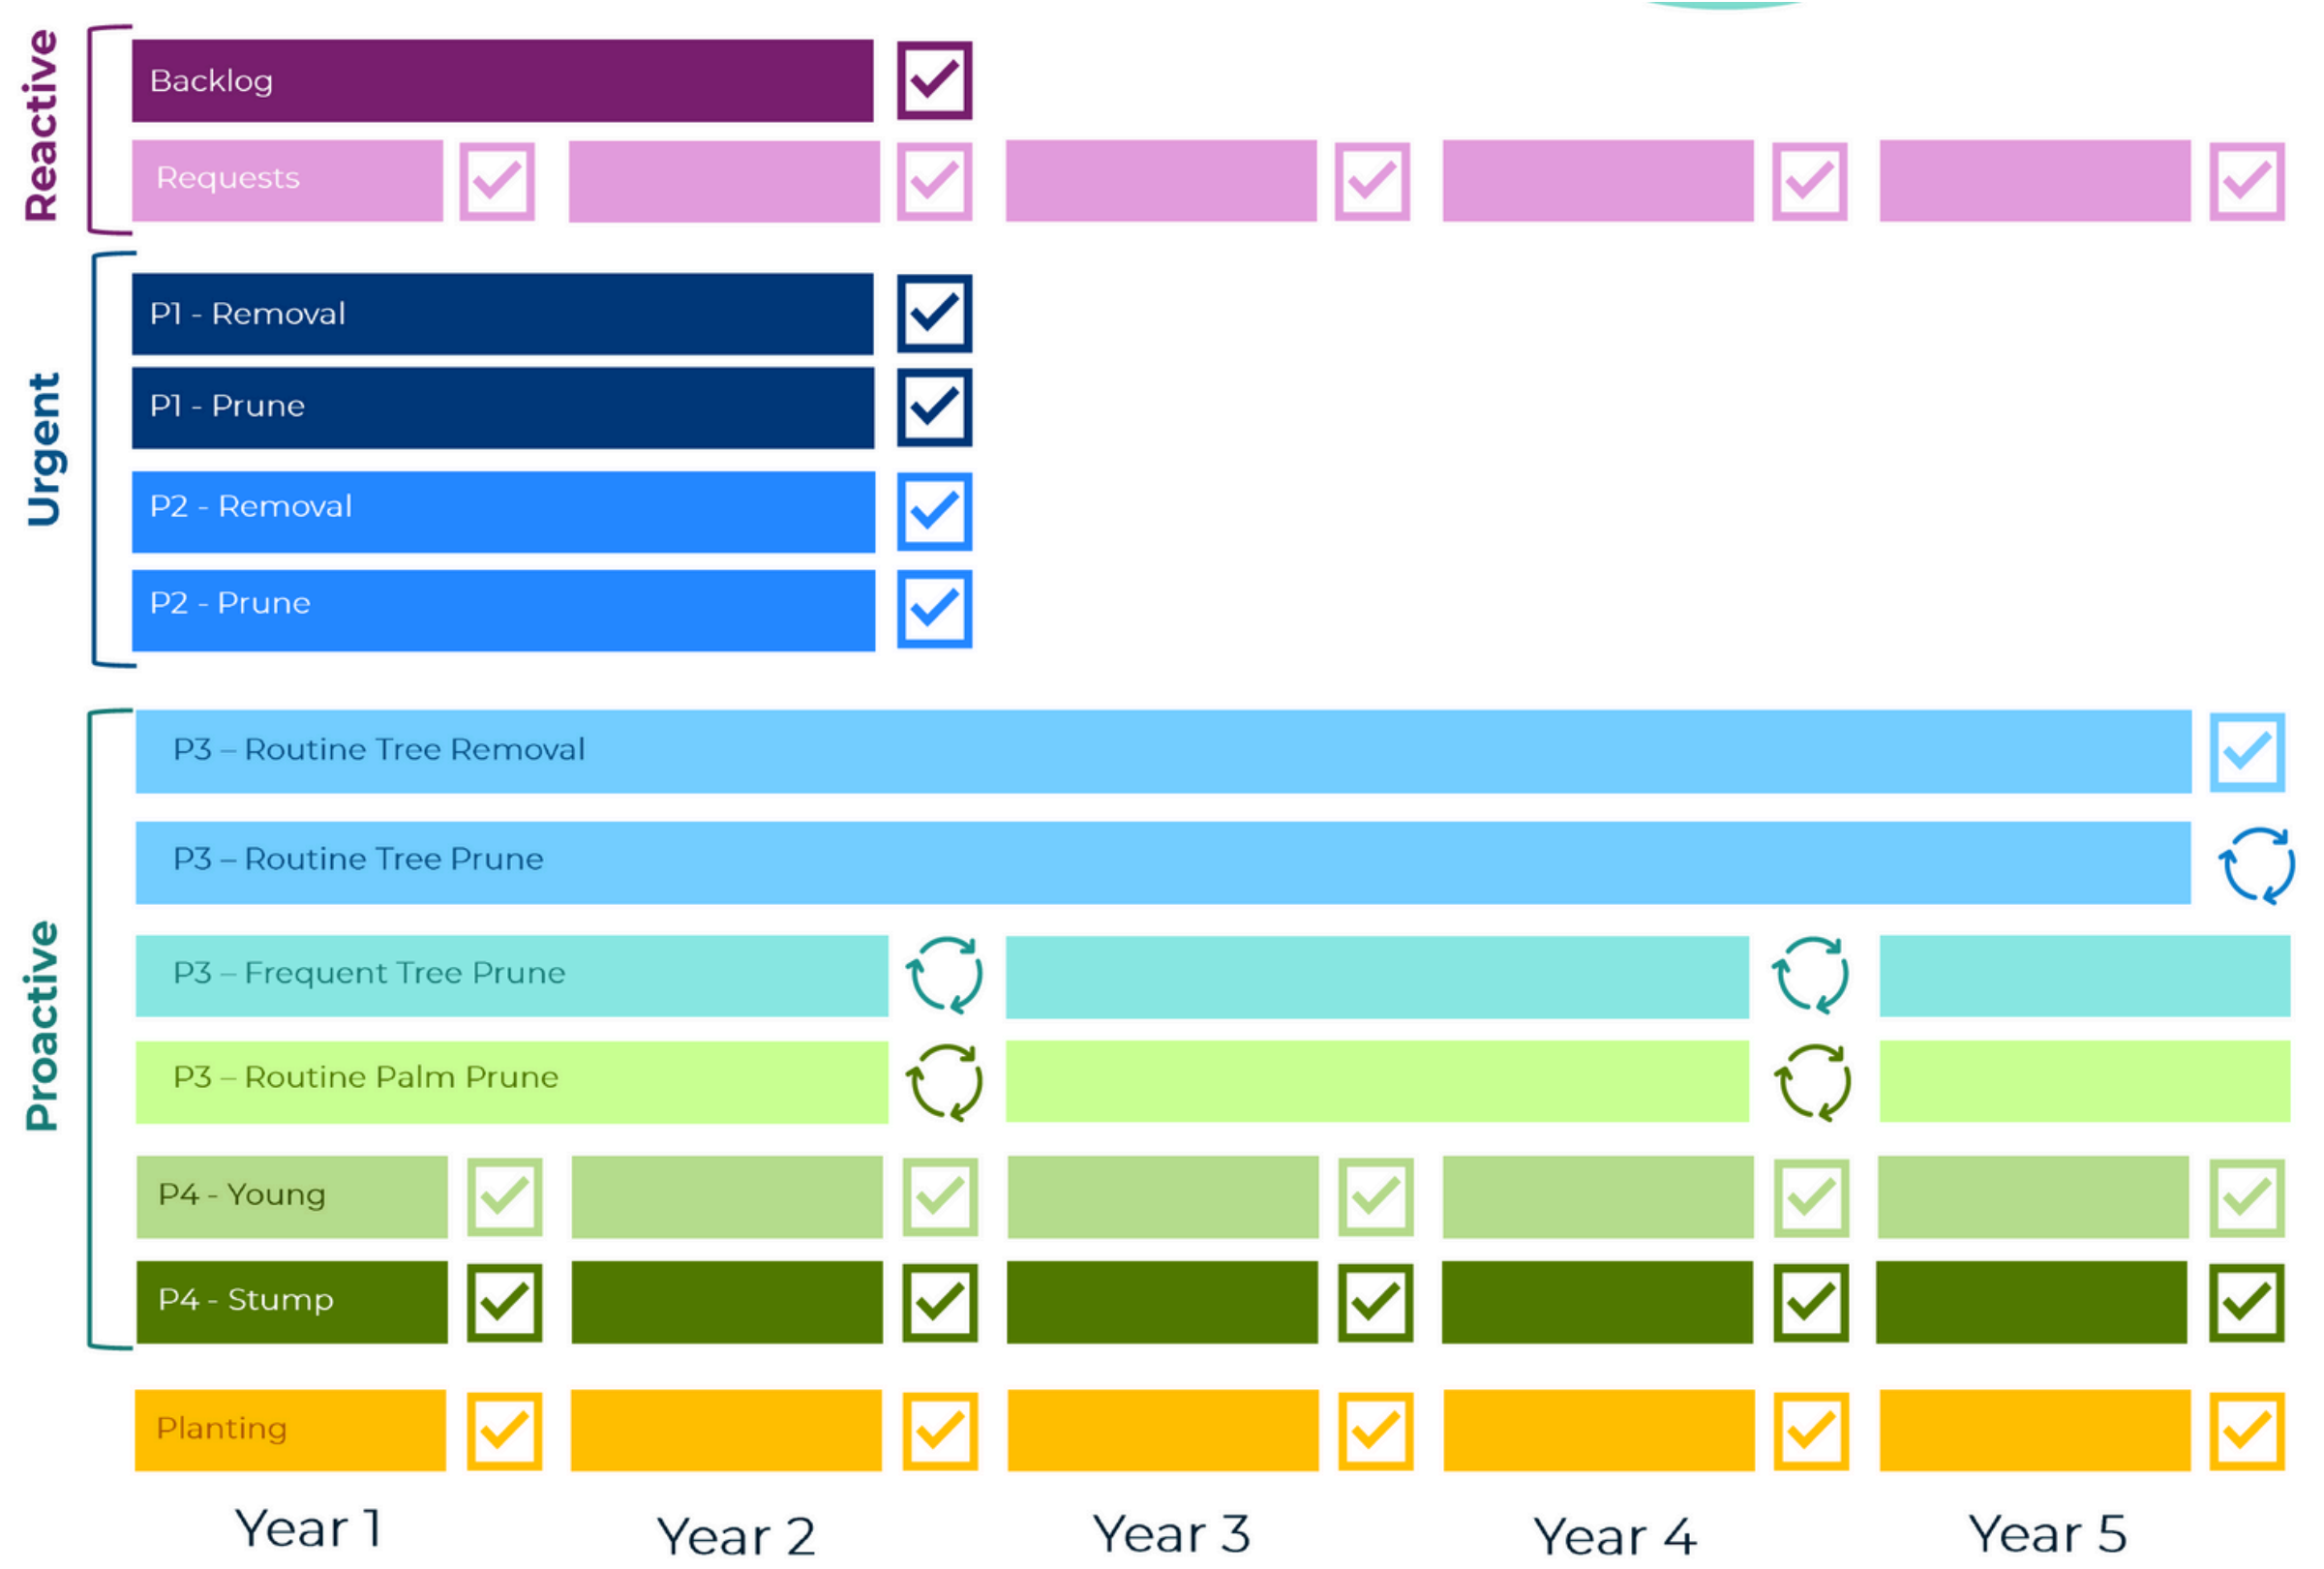 Reactive
Backlog
Requests
Urgent
P1 - Removal
P1 - Prune
P2 - Removal
P2 - Prune
Proactive
P3 – Routine Tree Removal
P3 – Routine Tree Prune
P3 – Frequent Tree Prune
P3 – Routine Palm Prune
P4 - Young
P4 - Stump
Planting
Year 1
Year 2
Year 3
Year 4
Year 5